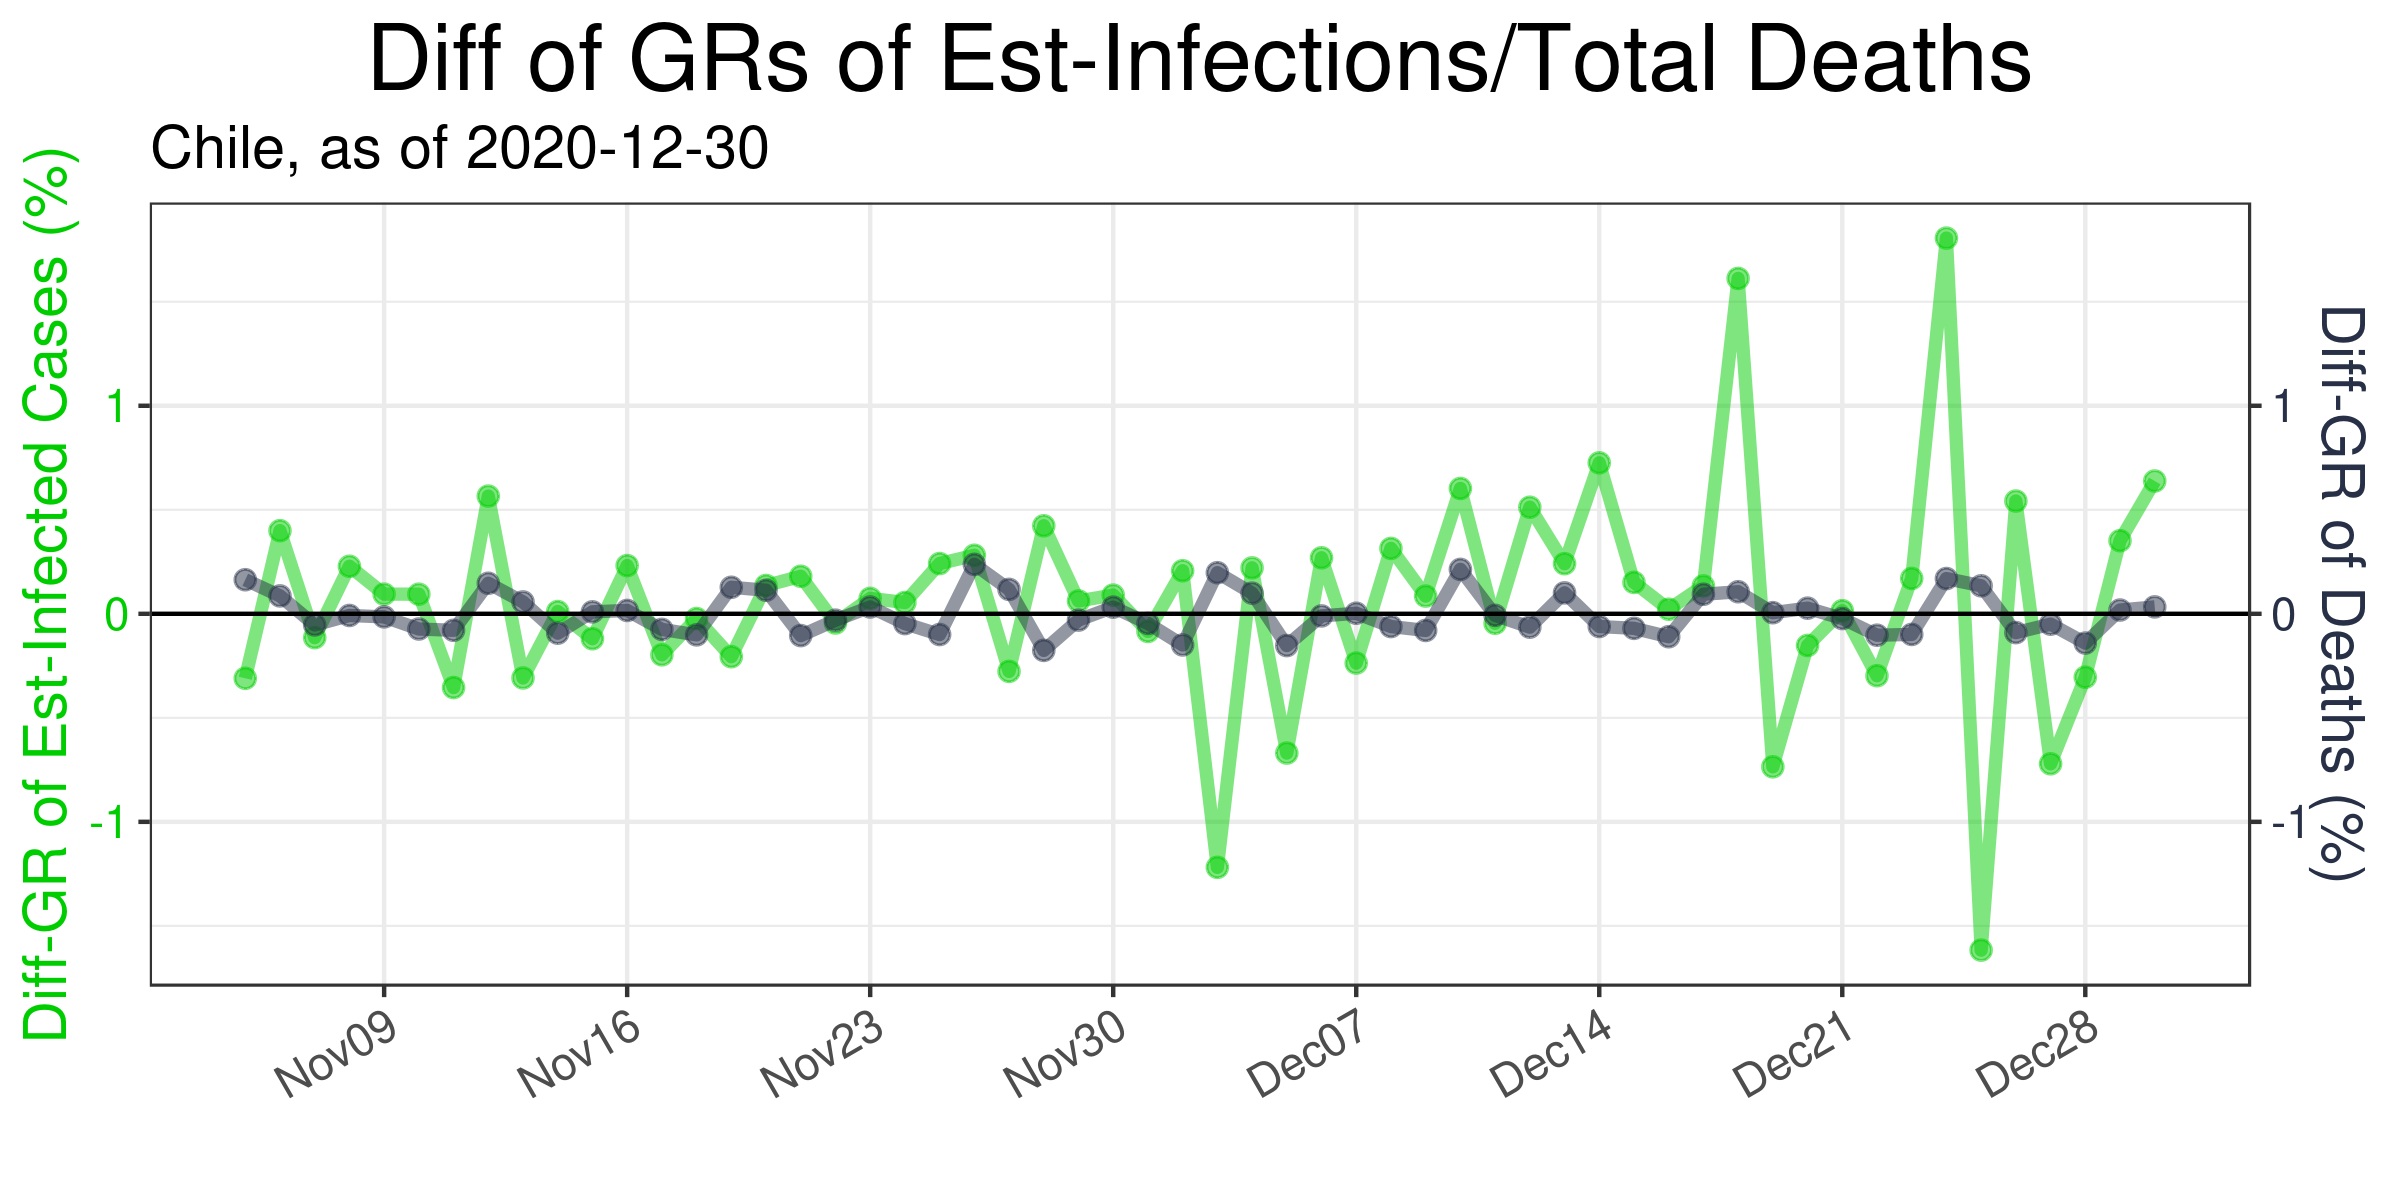 Diff of GRs of Est-Infections/Total Deaths
Chile, as of 2020-12-30
Diff-GR of Est-Infected Cases (%)
1
0
-1
1
0
-1
Diff-GR of Deaths (%)
Nov09
Nov16
Nov23
Nov30
Dec07
Dec14
Dec21
Dec28